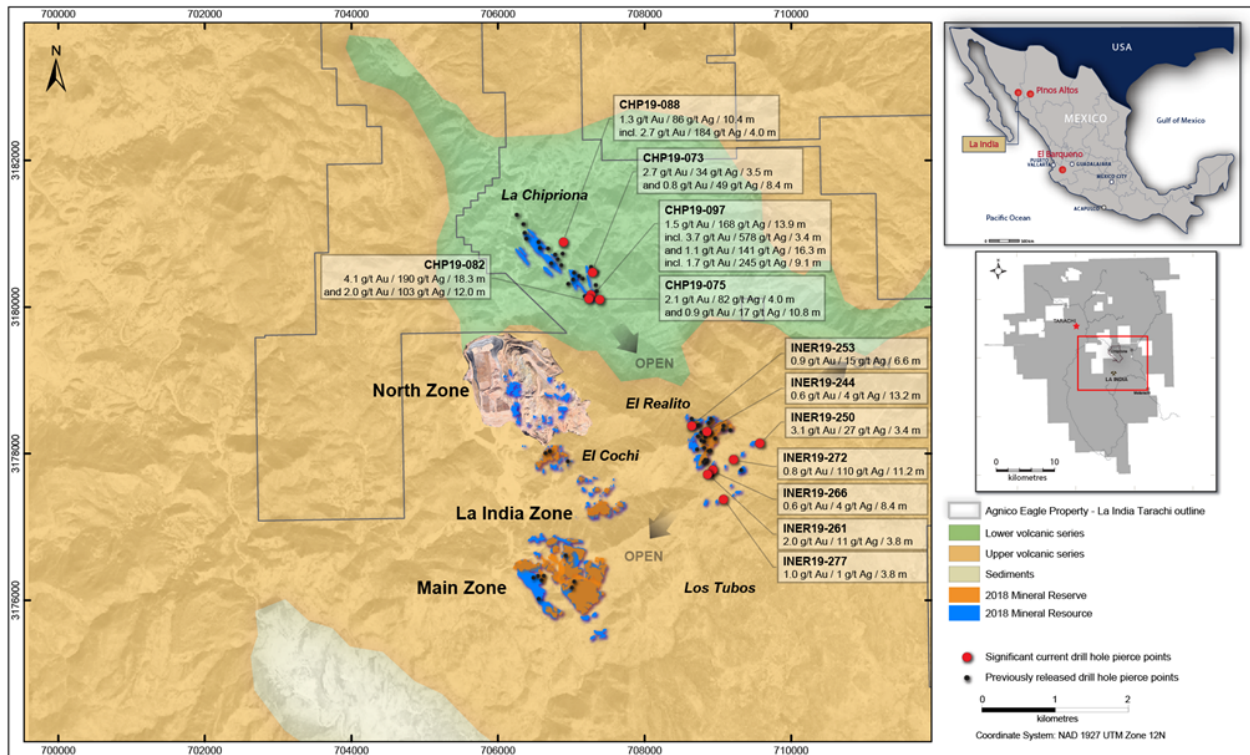 700000
702000
704000
706000
708000
710000
N
3182000
3180000
3178000
3176000
CHP19-088
1.3 g/t Au / 86 g/t Ag / 10.4 m
incl. 2.7 g/t Au / 184 g/t Ag / 4.0 m
CHP19-073
2.7 g/t Au / 34 g/t Ag / 3.5 m
and 0.8 g/t Au / 49 g/t Ag / 8.4 m
La Chipriona
CHP19-097
1.5 g/t Au / 168 g/t Ag / 13.9 m
incl. 3.7 g/t Au / 578 g/t Ag / 3.4 m
and 1.1 g/t Au / 141 g/t Ag / 16.3 m
incl. 1.7 g/t Au / 245 g/t Ag / 9.1 m
CHP19-082
4.1 g/t Au / 190 g/t Ag / 18.3 m
and 2.0 g/t Au / 103 g/t Ag / 12.0 m
CHP19-075
2.1 g/t Au / 82 g/t Ag / 4.0 m
and 0.9 g/t Au / 17 g/t Ag / 10.8 m
OPEN
INER19-253
0.9 g/t Au / 15 g/t Ag / 6.6 m
INER19-244
0.6 g/t Au / 4 g/t Ag / 13.2 m
INER19-250
3.1 g/t Au / 27 g/t Ag / 3.4 m
INER19-272
0.8 g/t Au / 110 g/t Ag / 11.2 m
INER19-266
0.6 g/t Au / 4 g/t Ag / 8.4 m
INER19-261
2.0 g/t Au / 11 g/t Ag / 3.8 m
INER19-277
1.0 g/t Au / 1 g/t Ag / 3.8 m
North Zone
El Realito
El Cochi
La India Zone
OPEN
Main Zone
Los Tubos
700000
702000
704000
706000
708000
710000
USA
Pinos Altos
MEXICO
Gulf of Mexico
La India
El Barqueno
PUERTO
VALLARTA
GUADALAJARA
MEXICO CITY
ACAPULCO
Pacific Ocean
TARACHI
LA INDIA
0
10
kilometres
Agnico Eagle Property - La India Tarachi outline
Lower volcanic series
Upper volcanic series
Sediments
2018 Mineral Reserve
2018 Mineral Resource
Significant current drill hole pierce points
Previously released drill hole pierce points
0
1
2
kilometres
Coordinate System: NAD 1927 UTM Zone 12N